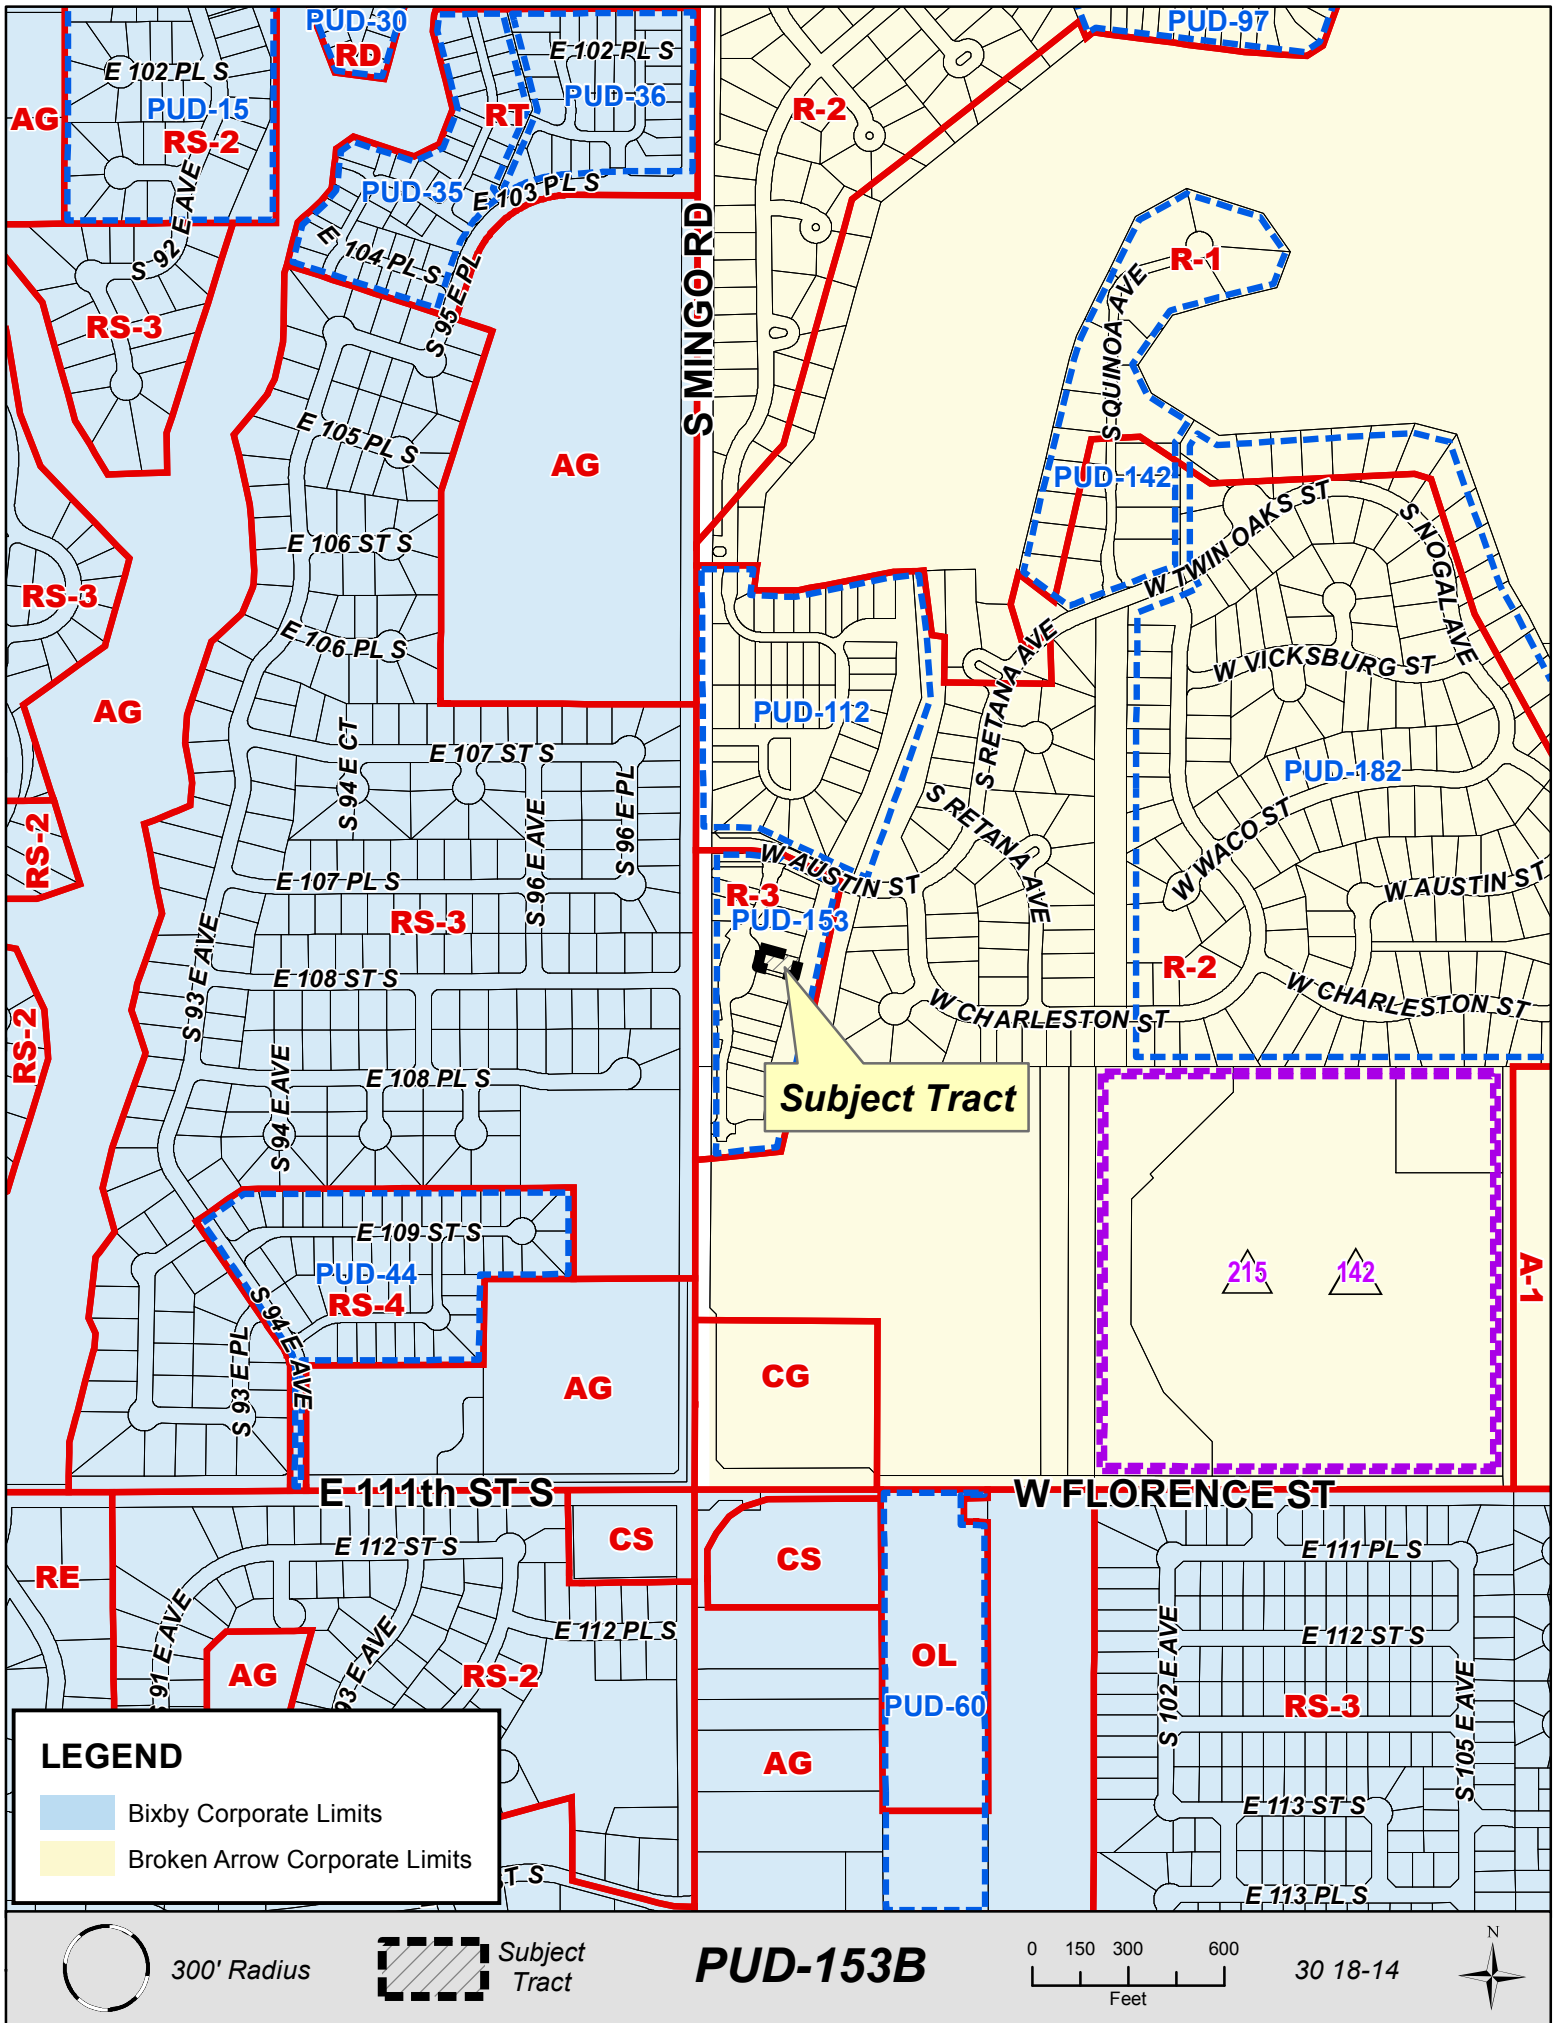 PUD-30
RD
PUD-97
E 102 PL S
PUD-15
RS-2
AG
E 102 PL S
PUD-36
RT
R-2
PUD-35
E 103 PL S
S 92 E AVE
E 104 PL S
S 95 E PL
S MINGO RD
R-1
S QUINOA AVE
RS-3
E 105 PL S
AG
PUD-142
W TWIN OAKS ST
S NOGAL AVE
E 106 ST S
RS-3
E 106 PL S
S RETANA AVE
W VICKSBURG ST
AG
PUD-112
S 94 E CT
E 107 ST S
S 96 E PL
S 96 E AVE
PUD-182
S RETANA AVE
W WACO ST
RS-2
W AUSTIN ST
W AUSTIN ST
E 107 PL S
RS-3
R-3
PUD-153
S 93 E AVE
E 108 ST S
R-2
W CHARLESTON ST
W CHARLESTON ST
RS-2
S 94 E AVE
E 108 PL S
Subject Tract
E 109 ST S
PUD-44
RS-4
S 94 E AVE
S 93 E PL
215
142
A-1
AG
CG
E 111th ST S
W FLORENCE ST
RE
E 112 ST S
CS
CS
E 111 PL S
S 91 E AVE
93 E AVE
E 112 PL S
AG
RS-2
OL
PUD-60
AG
S 102 E AVE
E 112 ST S
RS-3
S 105 E AVE
E 113 ST S
E 113 PL S
T S
LEGEND
Bixby Corporate Limits
Broken Arrow Corporate Limits
300' Radius
Subject
Tract
PUD-153B
0 150 300 600
Feet
30 18-14
N